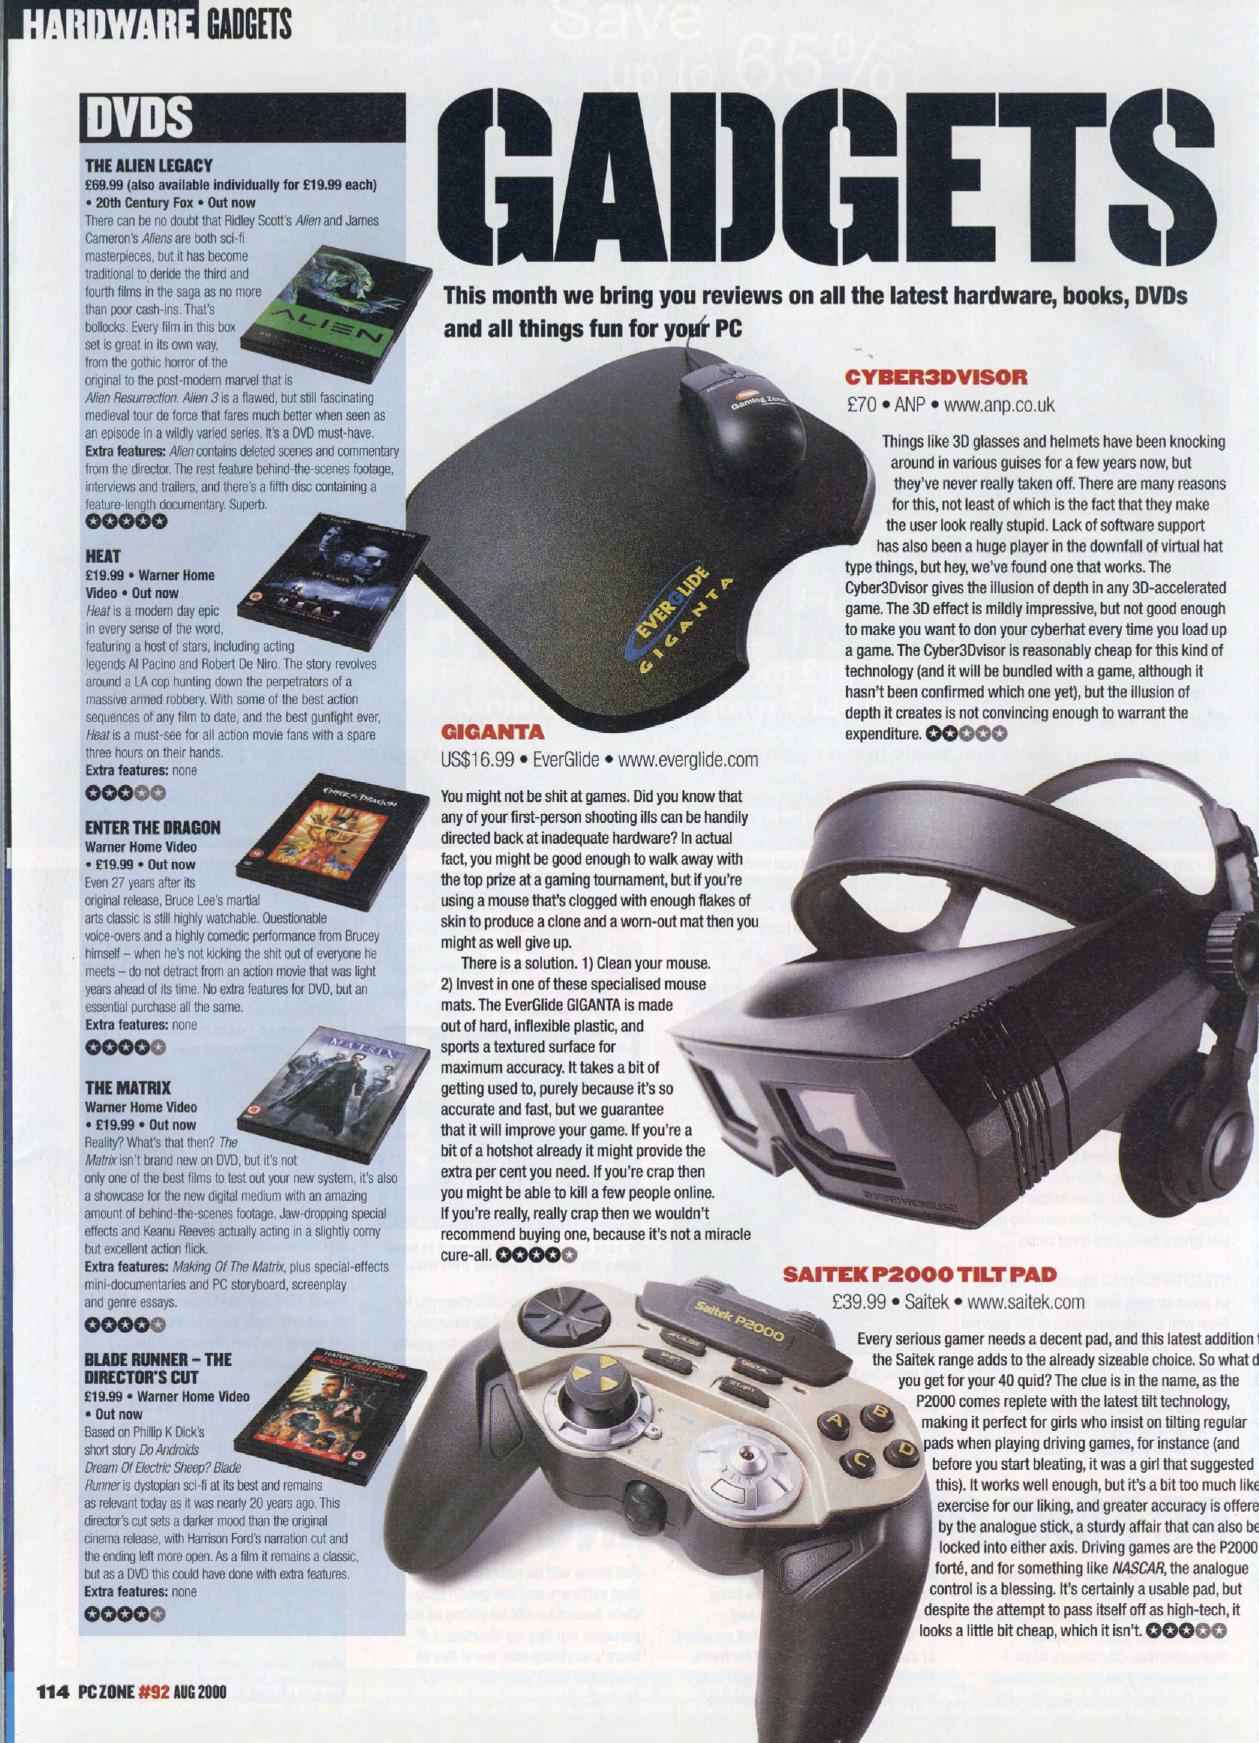 HARDWARE GADGETS
DVDS
THE ALIEN LEGACY
£69.99 (also available individually for £19.99 each)
• 20th Century Fox • Out now
There can be no doubt that Ridley Scott's Alien and James
Cameron's Aliens are both sci-fi
masterpieces, but it has become
traditional to deride the third and
fourth films in the saga as no more
than poor cash-ins. That's
bollocks. Every film in this box
set is great in its own way,
from the gothic horror of the
original to the post-modern marvel that is
Alien Resurrection. Alien 3 is a flawed, but still fascinating
medieval tour de force that fares much better when seen as
an episode in a wildly varied series. It's a DVD must-have.
Extra features: Alien contains deleted scenes and commentary
from the director. The rest feature behind-the-scenes footage,
interviews and trailers, and there's a fifth disc containing a
feature-length documentary. Superb.
ALIEN
HEAT
£19.99 • Warner Home
Video • Out now
Heat is a modern day epic
in every sense of the word,
featuring a host of stars, including acting
legends Al Pacino and Robert De Niro. The story revolves
around a LA cop hunting down the perpetrators of a
massive armed robbery. With some of the best action
sequences of any film to date, and the best gunfight ever,
Heat is a must-see for all action movie fans with a spare
three hours on their hands.
Extra features: none
HEAT
ENTER THE DRAGON
Warner Home Video
• £19.99 • Out now
Even 27 years after its
original release, Bruce Lee's martial
arts classic is still highly watchable. Questionable
voice-overs and a highly comedic performance from Brucey
himself – when he's not kicking the shit out of everyone he
meets – do not detract from an action movie that was light
years ahead of its time. No extra features for DVD, but an
essential purchase all the same.
Extra features: none
ENTER THE DRAGON
THE MATRIX
Warner Home Video
• £19.99 • Out now
Reality? What's that then? The
Matrix isn't brand new on DVD, but it's not
only one of the best films to test out your new system, it's also
a showcase for the new digital medium with an amazing
amount of behind-the-scenes footage. Jaw-dropping special
effects and Keanu Reeves actually acting in a slightly corny
but excellent action flick.
Extra features: Making Of The Matrix, plus special-effects
mini-documentaries and PC storyboard, screenplay
and genre essays.
MATRIX
BLADE RUNNER – THE
DIRECTOR'S CUT
£19.99 • Warner Home Video
• Out now
Based on Phillip K Dick's
short story Do Androids
Dream Of Electric Sheep? Blade
Runner is dystopian sci-fi at its best and remains
as relevant today as it was nearly 20 years ago. This
director's cut sets a darker mood than the original
cinema release, with Harrison Ford's narration cut and
the ending left more open. As a film it remains a classic,
but as a DVD this could have done with extra features.
Extra features: none
HARRISON FORD
BLADE RUNNER
GADGETS
This month we bring you reviews on all the latest hardware, books, DVDs
and all things fun for your PC
Gaming Zone
EVERGLIDE
GIGANTA
GIGANTA
US$16.99 • EverGlide • www.everglide.com
You might not be shit at games. Did you know that
any of your first-person shooting ills can be handily
directed back at inadequate hardware? In actual
fact, you might be good enough to walk away with
the top prize at a gaming tournament, but if you're
using a mouse that's clogged with enough flakes of
skin to produce a clone and a worn-out mat then you
might as well give up.
There is a solution. 1) Clean your mouse.
2) Invest in one of these specialised mouse
mats. The EverGlide GIGANTA is made
out of hard, inflexible plastic, and
sports a textured surface for
maximum accuracy. It takes a bit of
getting used to, purely because it's so
accurate and fast, but we guarantee
that it will improve your game. If you're a
bit of a hotshot already it might provide the
extra per cent you need. If you're crap then
you might be able to kill a few people online.
If you're really, really crap then we wouldn't
recommend buying one, because it's not a miracle
cure-all.
CYBER3DVISOR
£70 • ANP • www.anp.co.uk
Things like 3D glasses and helmets have been knocking
around in various guises for a few years now, but
they've never really taken off. There are many reasons
for this, not least of which is the fact that they make
the user look really stupid. Lack of software support
has also been a huge player in the downfall of virtual hat
type things, but hey, we've found one that works. The
Cyber3Dvisor gives the illusion of depth in any 3D-accelerated
game. The 3D effect is mildly impressive, but not good enough
to make you want to don your cyberhat every time you load up
a game. The Cyber3Dvisor is reasonably cheap for this kind of
technology (and it will be bundled with a game, although it
hasn't been confirmed which one yet), but the illusion of
depth it creates is not convincing enough to warrant the
expenditure.
SAITEK P2000 TILT PAD
£39.99 • Saitek • www.saitek.com
Every serious gamer needs a decent pad, and this latest addition t
the Saitek range adds to the already sizeable choice. So what d
you get for your 40 quid? The clue is in the name, as the
P2000 comes replete with the latest tilt technology,
making it perfect for girls who insist on tilting regular
pads when playing driving games, for instance (and
before you start bleating, it was a girl that suggested
this). It works well enough, but it's a bit too much like
exercise for our liking, and greater accuracy is offere
by the analogue stick, a sturdy affair that can also be
locked into either axis. Driving games are the P2000
forté, and for something like NASCAR, the analogue
control is a blessing. It's certainly a usable pad, but
despite the attempt to pass itself off as high-tech, it
looks a little bit cheap, which it isn't.
Saitek P2000
A
B
C
D
114 PC ZONE #92 AUG 2000